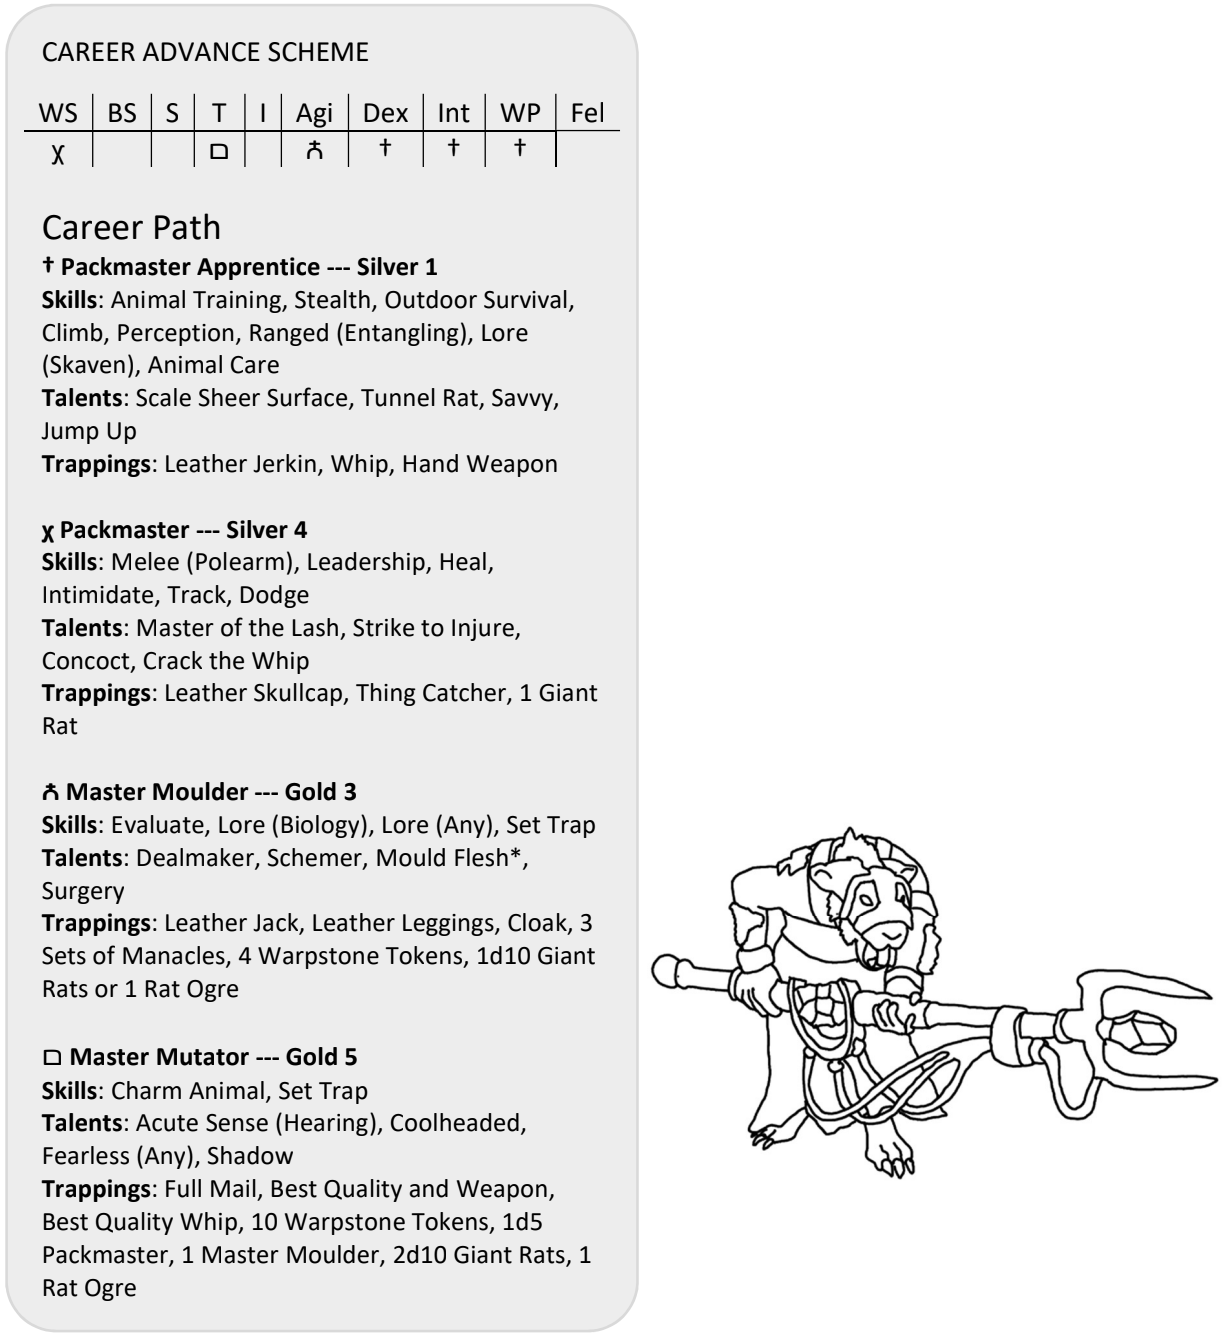 CAREER ADVANCE SCHEME
WS BS S T I Agi Dex Int WP Fel
χ □ ጰ † † †
Career Path
† Packmaster Apprentice --- Silver 1
Skills: Animal Training, Stealth, Outdoor Survival,
Climb, Perception, Ranged (Entangling), Lore
(Skaven), Animal Care
Talents: Scale Sheer Surface, Tunnel Rat, Savvy,
Jump Up
Trappings: Leather Jerkin, Whip, Hand Weapon
χ Packmaster --- Silver 4
Skills: Melee (Polearm), Leadership, Heal,
Intimidate, Track, Dodge
Talents: Master of the Lash, Strike to Injure,
Concoct, Crack the Whip
Trappings: Leather Skullcap, Thing Catcher, 1 Giant
Rat
ጰ Master Moulder --- Gold 3
Skills: Evaluate, Lore (Biology), Lore (Any), Set Trap
Talents: Dealmaker, Schemer, Mould Flesh*,
Surgery
Trappings: Leather Jack, Leather Leggings, Cloak, 3
Sets of Manacles, 4 Warpstone Tokens, 1d10 Giant
Rats or 1 Rat Ogre
□ Master Mutator --- Gold 5
Skills: Charm Animal, Set Trap
Talents: Acute Sense (Hearing), Coolheaded,
Fearless (Any), Shadow
Trappings: Full Mail, Best Quality and Weapon,
Best Quality Whip, 10 Warpstone Tokens, 1d5
Packmaster, 1 Master Moulder, 2d10 Giant Rats, 1
Rat Ogre